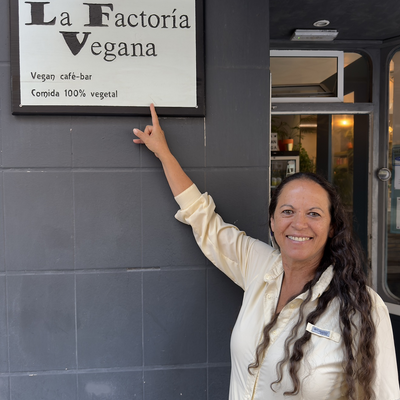 La Factoría
Vegana
Vegan café-bar
Comida 100% vegetal